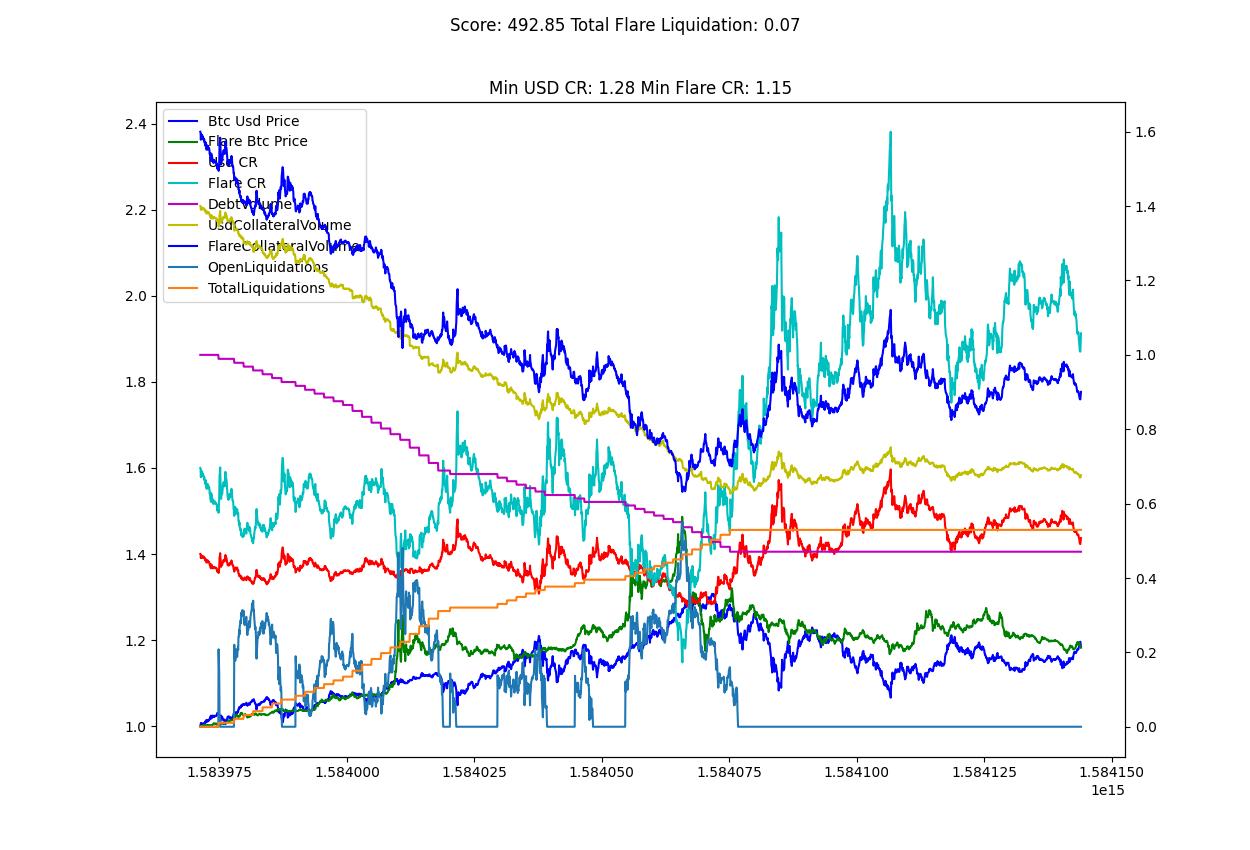 Score: 492.85 Total Flare Liquidation: 0.07
Min USD CR: 1.28 Min Flare CR: 1.15
Btc Usd Price
Flare Btc Price
Usd CR
Flare CR
DebtVolume
UsdCollateralVolume
FlareCollateralVolume
OpenLiquidations
TotalLiquidations
2.4
2.2
2.0
1.8
1.6
1.4
1.2
1.0
1.6
1.4
1.2
1.0
0.8
0.6
0.4
0.2
0.0
1.583975 1.584000 1.584025 1.584050 1.584075 1.584100 1.584125 1.584150
1e15